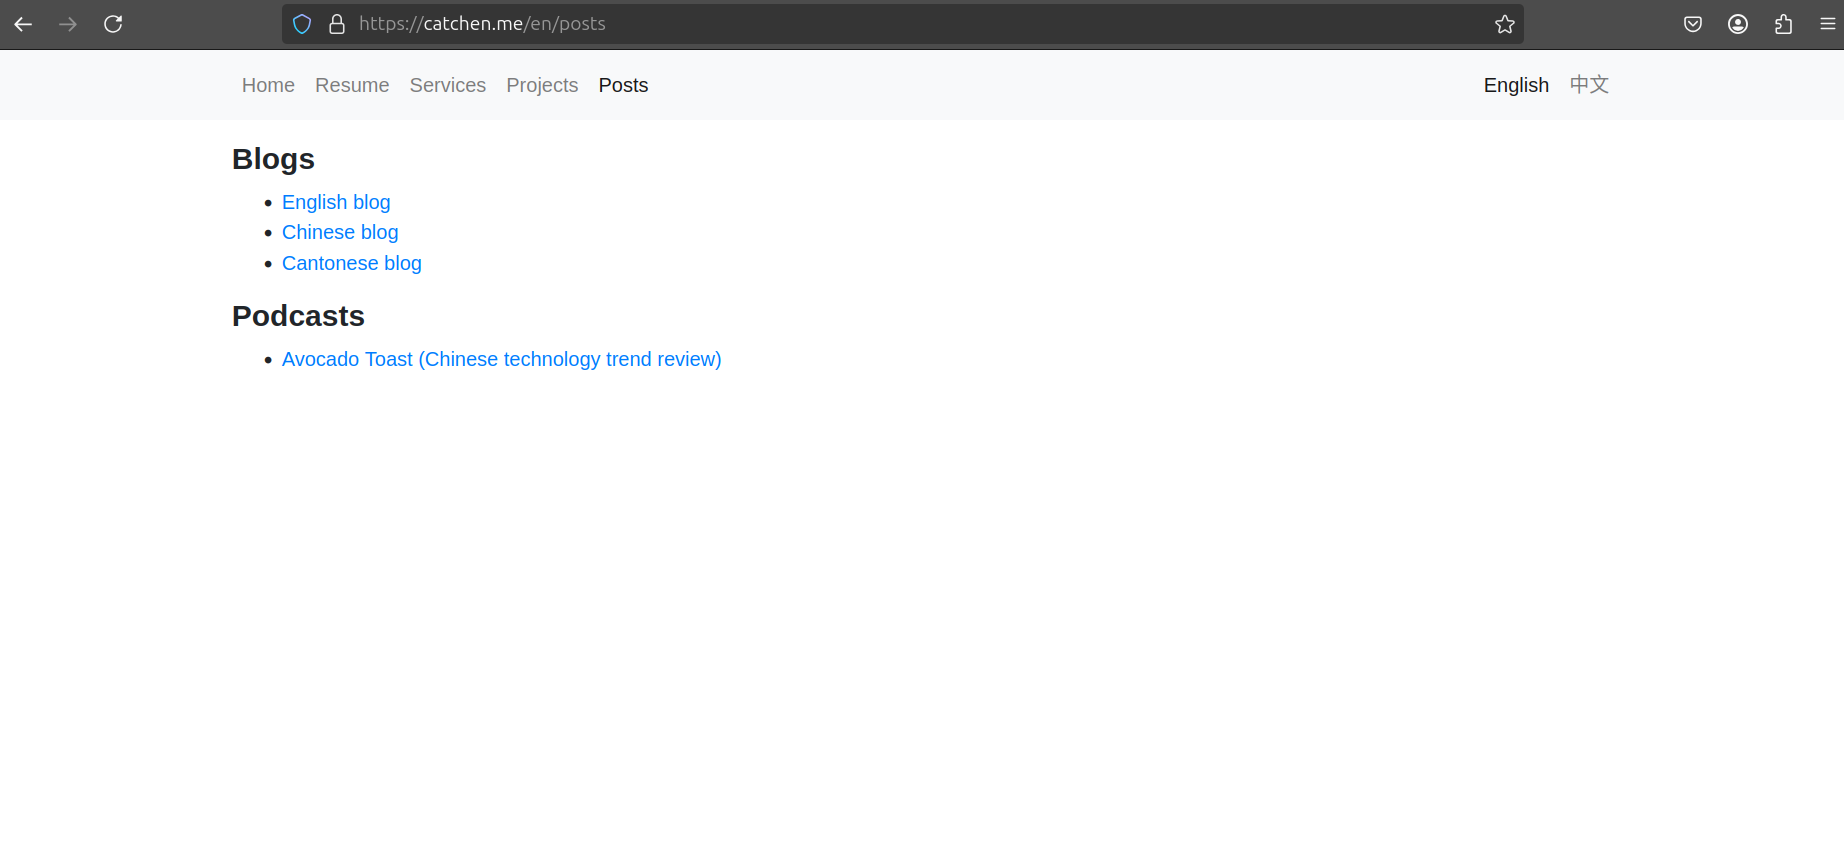 https://catchen.me/en/posts
Home Resume Services Projects Posts English 中文
Blogs
English blog
Chinese blog
Cantonese blog
Podcasts
Avocado Toast (Chinese technology trend review)